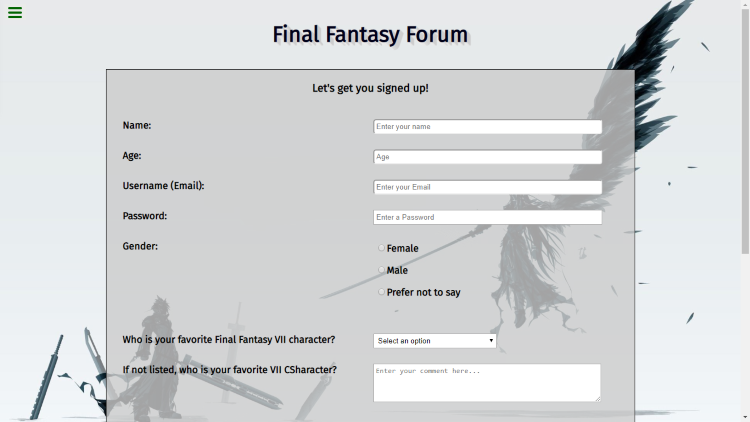 Final Fantasy Forum
Let's get you signed up!
Name:
Enter your name
Age:
Age
Username (Email):
Enter your Email
Password:
Enter a Password
Gender:
Female
Male
Prefer not to say
Who is your favorite Final Fantasy VII character?
Select an option
If not listed, who is your favorite VII CSharacter?
Enter your comment here...